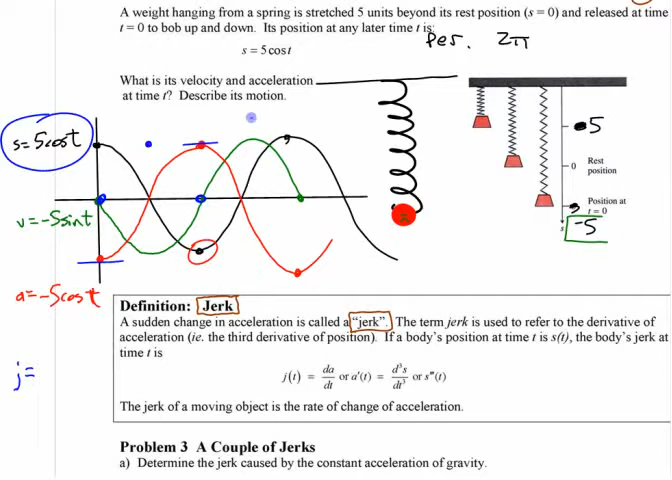 A weight hanging from a spring is stretched 5 units beyond its rest position (s = 0) and released at time
t = 0 to bob up and down. Its position at any later time t is:
Per. 2π
s = 5 cos t
What is its velocity and acceleration
at time t? Describe its motion.
s=5cost
v=-5sint
a=-5cost
5
0 Rest
position
Position at
t = 0
-5
s
Definition: Jerk
A sudden change in acceleration is called a "jerk". The term jerk is used to refer to the derivative of
acceleration (ie. the third derivative of position). If a body's position at time t is s(t), the body's jerk at
time t is
j=
j(t) = da/dt or a'(t) = d³s/dt³ or s'''(t)
The jerk of a moving object is the rate of change of acceleration.
Problem 3 A Couple of Jerks
a) Determine the jerk caused by the constant acceleration of gravity.